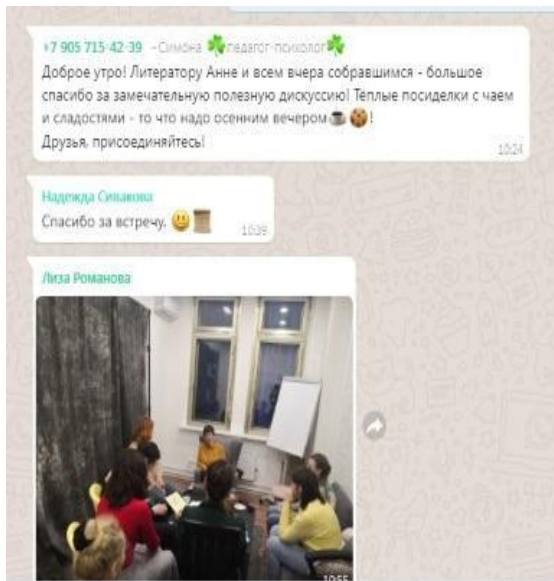 +7 905 715-42-39 ~Симона ☘педагог-психолог☘
Доброе утро! Литератору Анне и всем вчера собравшимся - большое
спасибо за замечательную полезную дискуссию! Теплые посиделки с чаем
и сладостями - то что надо осенним вечером☕🍪!
Друзья, присоединяйтесь!
10:24
Надежда Сивакова
Спасибо за встречу. 😃📜
10:39
Лиза Романова
10:55